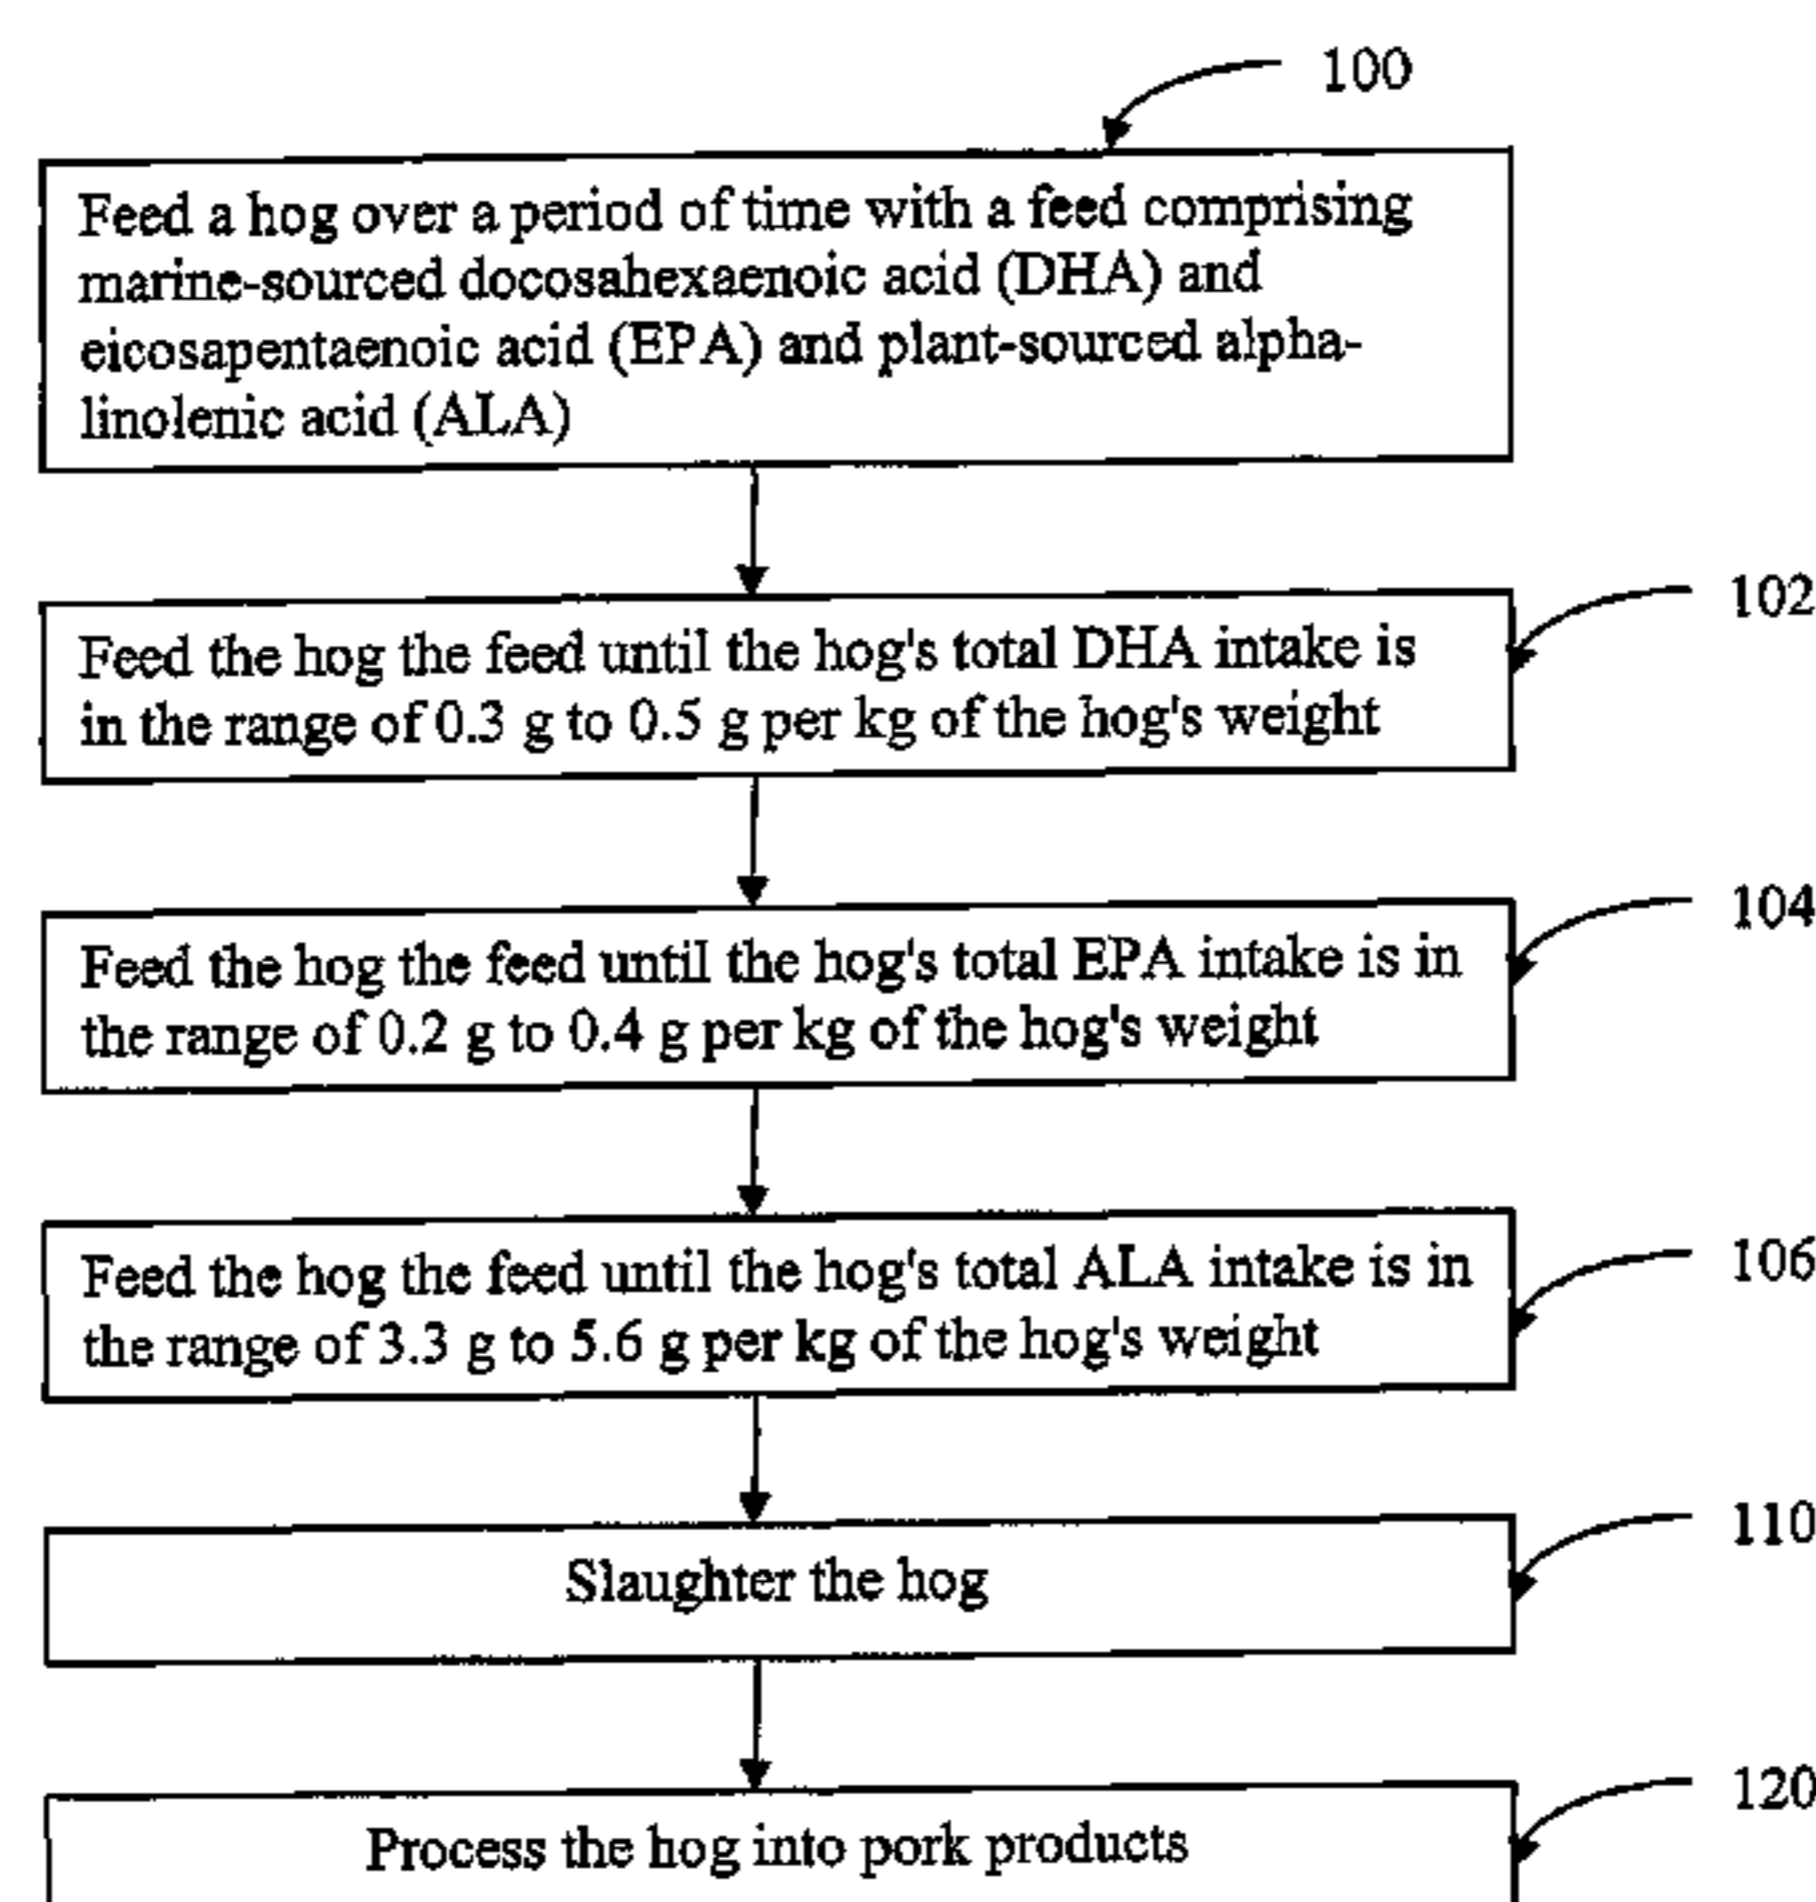 100
Feed a hog over a period of time with a feed comprising
marine-sourced docosahexaenoic acid (DHA) and
eicosapentaenoic acid (EPA) and plant-sourced alpha-
linolenic acid (ALA)
102
Feed the hog the feed until the hog's total DHA intake is
in the range of 0.3 g to 0.5 g per kg of the hog's weight
104
Feed the hog the feed until the hog's total EPA intake is in
the range of 0.2 g to 0.4 g per kg of the hog's weight
106
Feed the hog the feed until the hog's total ALA intake is in
the range of 3.3 g to 5.6 g per kg of the hog's weight
110
Slaughter the hog
120
Process the hog into pork products